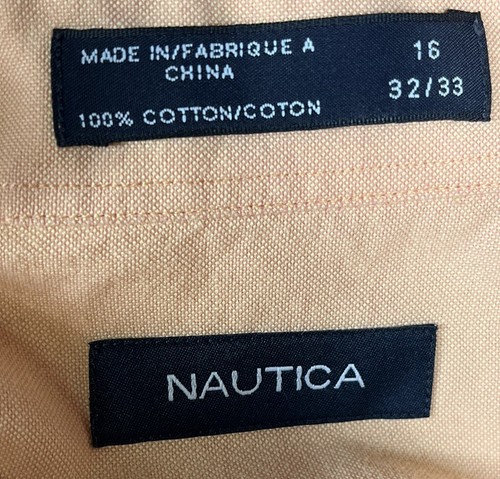 MADE IN/FABRIQUE A 16
CHINA 32/33
100% COTTON/COTON
NAUTICA